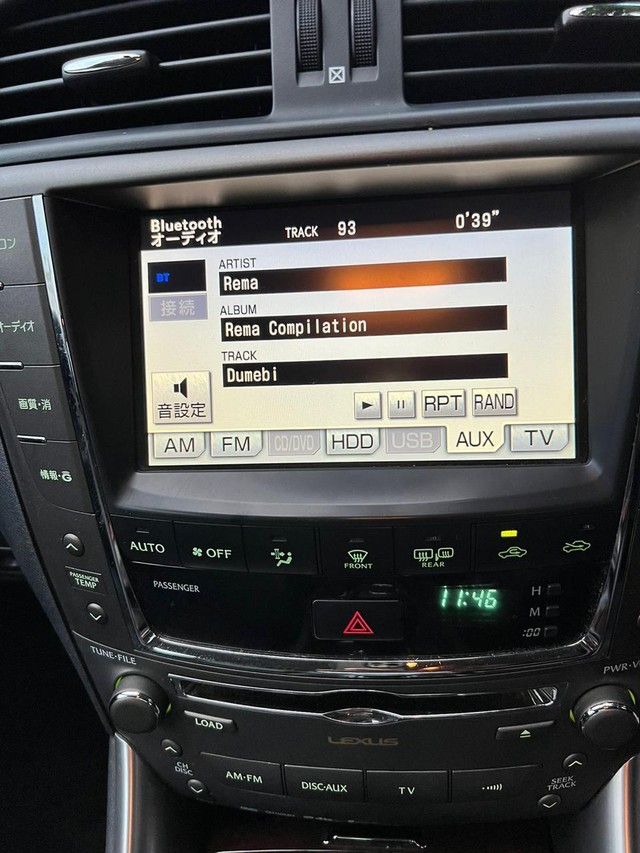 Bluetooth
オーディオ
TRACK 93 0'39"
ARTIST
Rema
BT
接続
ALBUM
Rema Compilation
TRACK
Dumebi
音設定
RPT RAND
AM FM CD/DVD HDD USB AUX TV
コン
オーディオ
画質・消
情報・G
AUTO
OFF
FRONT
REAR
PASSENGER
TEMP
PASSENGER
11:46
H
M
:00
TUNE·FILE
PWR·V
LOAD
LEXUS
CH
DISC
AM·FM
DISC·AUX
TV
SEEK
TRACK